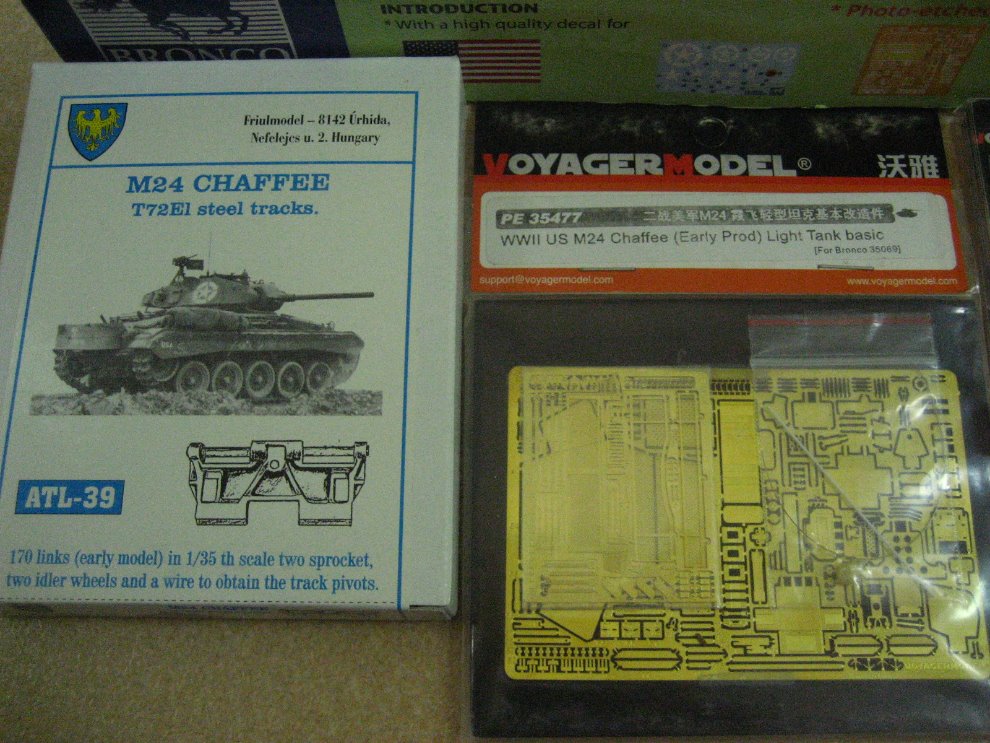 INTRODUCTION
* With a high quality decal for
* Photo-etched
BRONCO
Friulmodel – 8142 Úrhida,
Nefelejcs u. 2. Hungary
M24 CHAFFEE
T72E1 steel tracks.
ATL-39
170 links (early model) in 1/35 th scale two sprocket,
two idler wheels and a wire to obtain the track pivots.
VOYAGERMODEL® 沃雅
PE 35477 二战美军M24 霞飞轻型坦克基本改造件
WWII US M24 Chaffee (Early Prod) Light Tank basic
[For Bronco 35069]
support@voyagermodel.com www.voyagermodel.com